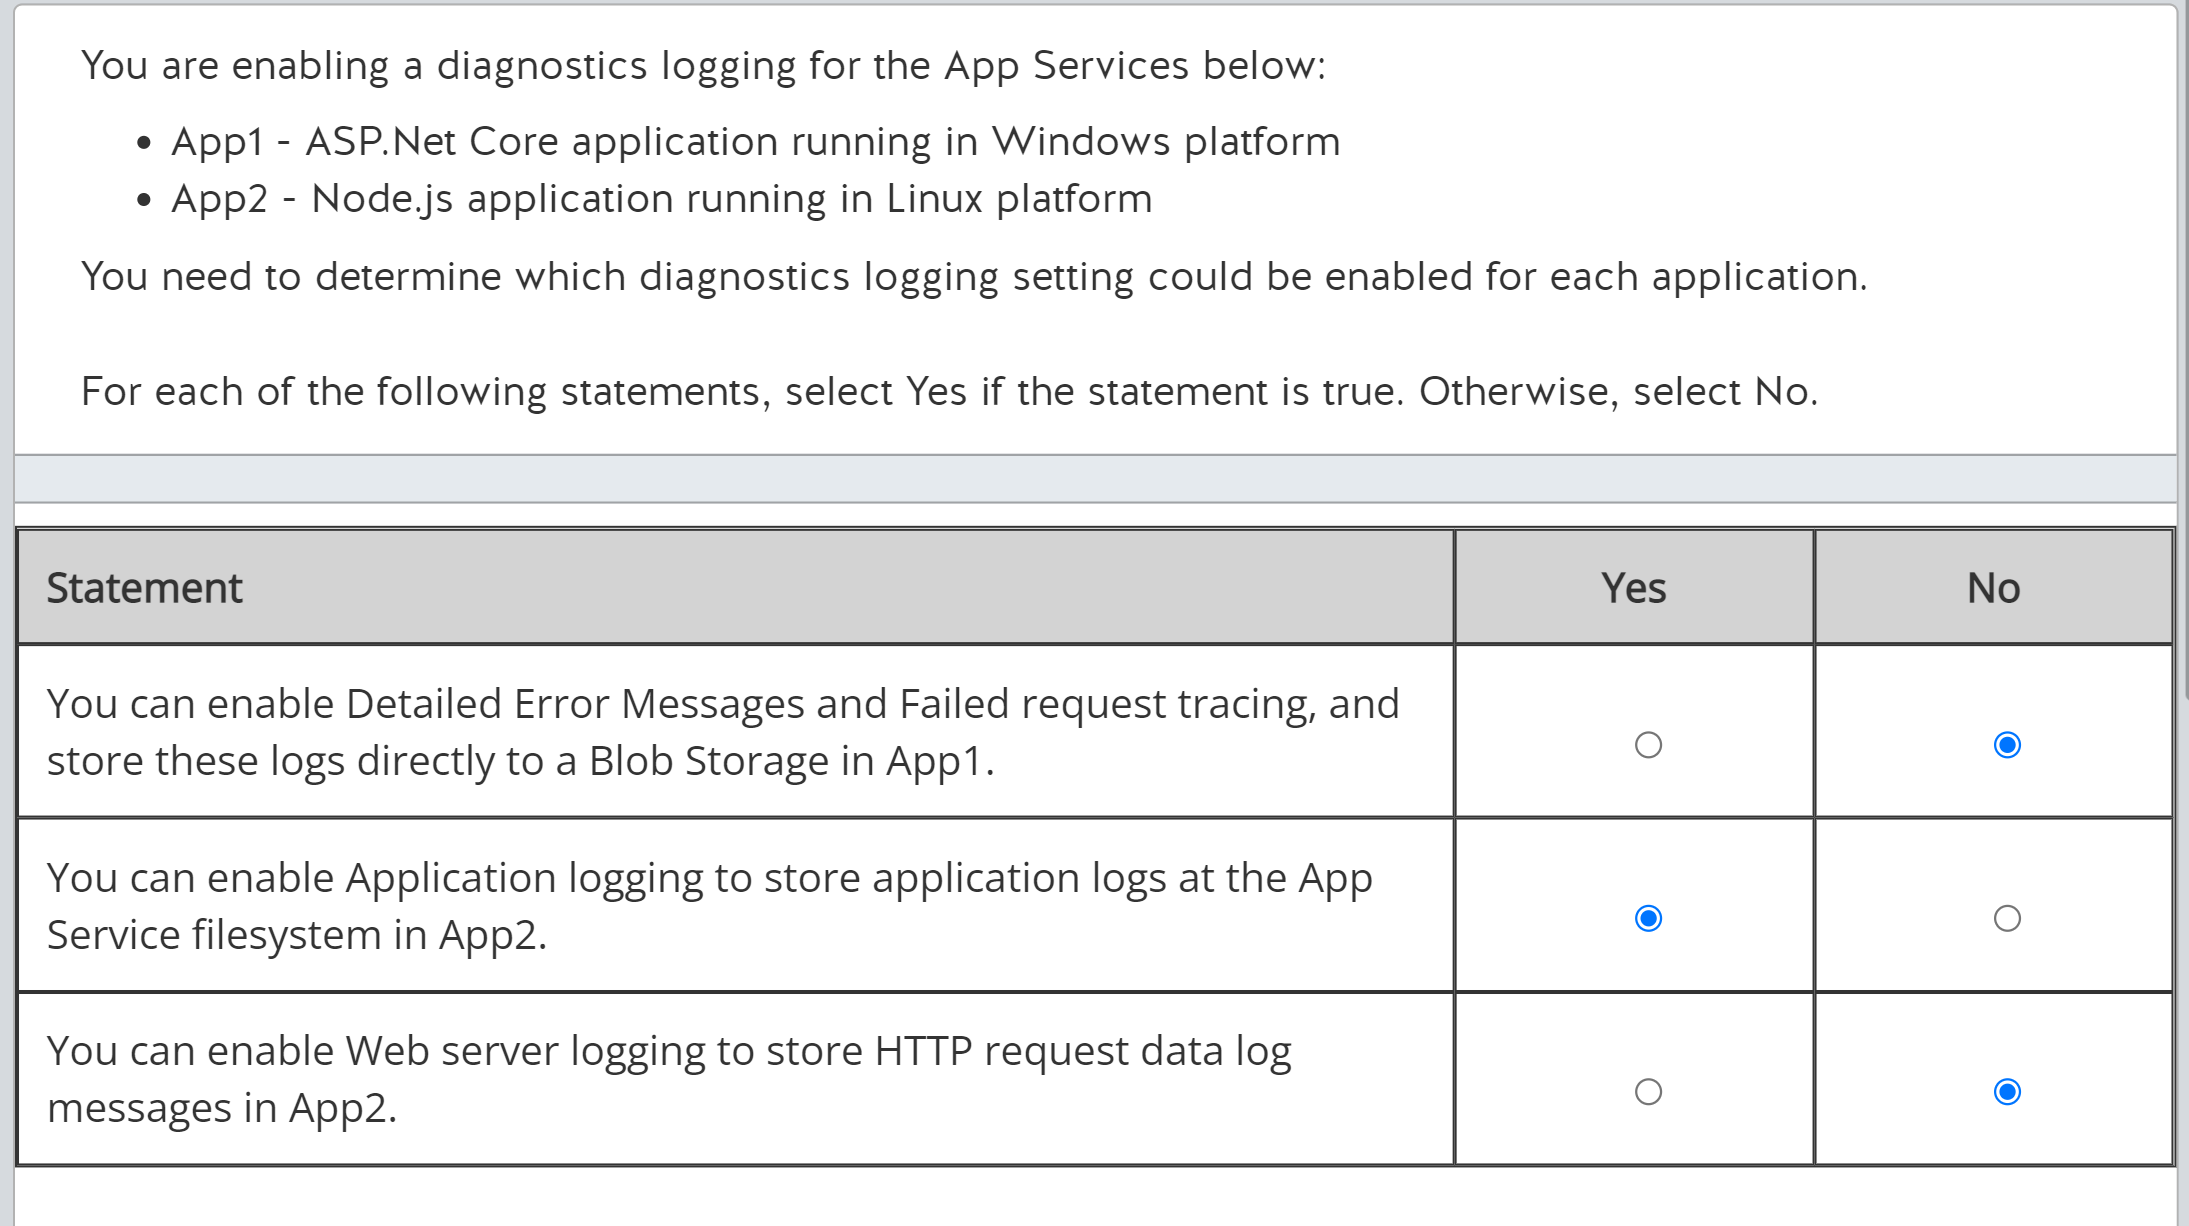 You are enabling a diagnostics logging for the App Services below:
• App1 - ASP.Net Core application running in Windows platform
• App2 - Node.js application running in Linux platform
You need to determine which diagnostics logging setting could be enabled for each application.
For each of the following statements, select Yes if the statement is true. Otherwise, select No.
Statement Yes No
You can enable Detailed Error Messages and Failed request tracing, and
store these logs directly to a Blob Storage in App1.
You can enable Application logging to store application logs at the App
Service filesystem in App2.
You can enable Web server logging to store HTTP request data log
messages in App2.